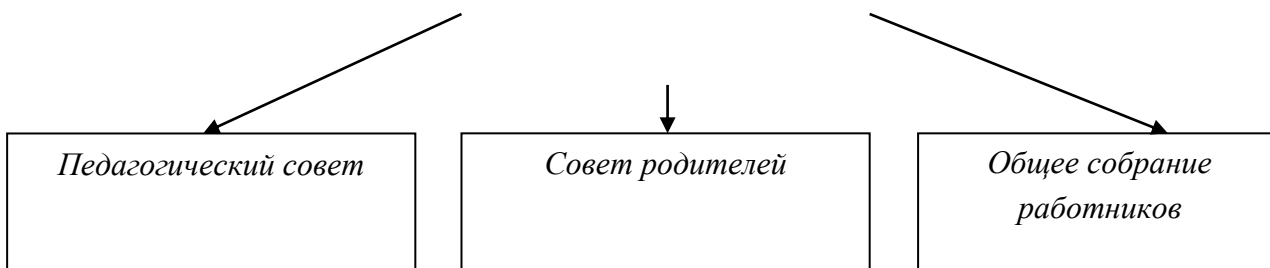 Педагогический совет
Совет родителей
Общее собрание
работников